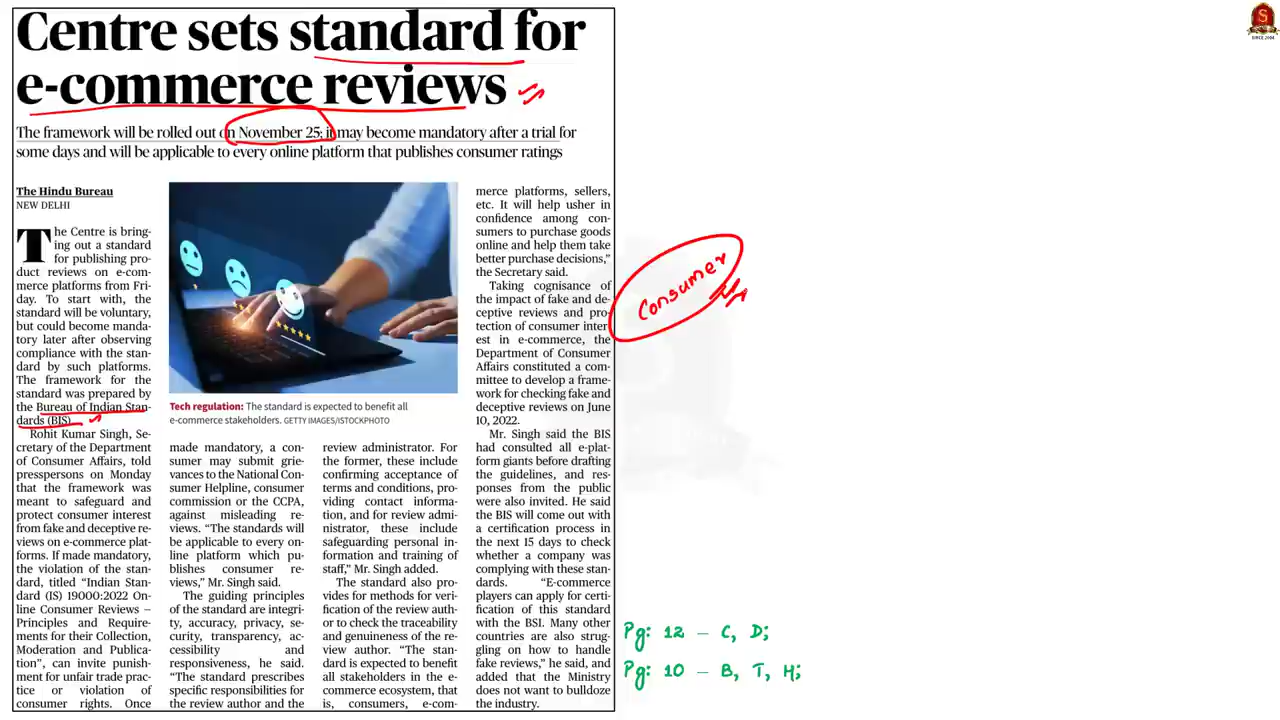 Centre sets standard for
e-commerce reviews
The framework will be rolled out on November 25; it may become mandatory after a trial for
some days and will be applicable to every online platform that publishes consumer ratings
The Hindu Bureau
NEW DELHI
The Centre is bring-
ing out a standard
for publishing pro-
duct reviews on e-com-
merce platforms from Fri-
day. To start with, the
standard will be voluntary,
but could become manda-
tory later after observing
compliance with the stan-
dard by such platforms.
The framework for the
standard was prepared by
the Bureau of Indian Stan-
dards (BIS).
Rohit Kumar Singh, Se-
cretary of the Department
of Consumer Affairs, told
presspersons on Monday
that the framework was
meant to safeguard and
protect consumer interest
from fake and deceptive re-
views on e-commerce plat-
forms. If made mandatory,
the violation of the stan-
dard, titled “Indian Stan-
dard (IS) 19000:2022 On-
line Consumer Reviews —
Principles and Require-
ments for their Collection,
Moderation and Publica-
tion”, can invite punish-
ment for unfair trade prac-
tice or violation of
consumer rights. Once
Tech regulation: The standard is expected to benefit all
e-commerce stakeholders. GETTY IMAGES/ISTOCKPHOTO
made mandatory, a con-
sumer may submit grie-
vances to the National Con-
sumer Helpline, consumer
commission or the CCPA,
against misleading re-
views. “The standards will
be applicable to every on-
line platform which pu-
blishes consumer re-
views,” Mr. Singh said.
The guiding principles
of the standard are integri-
ty, accuracy, privacy, se-
curity, transparency, ac-
cessibility and
responsiveness, he said.
“The standard prescribes
specific responsibilities for
the review author and the
review administrator. For
the former, these include
confirming acceptance of
terms and conditions, pro-
viding contact informa-
tion, and for review admi-
nistrator, these include
safeguarding personal in-
formation and training of
staff,” Mr. Singh added.
The standard also pro-
vides for methods for veri-
fication of the review auth-
or to check the traceability
and genuineness of the re-
view author. “The stan-
dard is expected to benefit
all stakeholders in the e-
commerce ecosystem, that
is, consumers, e-com-
merce platforms, sellers,
etc. It will help usher in
confidence among con-
sumers to purchase goods
online and help them take
better purchase decisions,”
the Secretary said.
Taking cognisance of
the impact of fake and de-
ceptive reviews and pro-
tection of consumer inter-
est in e-commerce, the
Department of Consumer
Affairs constituted a com-
mittee to develop a frame-
work for checking fake and
deceptive reviews on June
10, 2022.
Mr. Singh said the BIS
had consulted all e-plat-
form giants before drafting
the guidelines, and res-
ponses from the public
were also invited. He said
the BIS will come out with
a certification process in
the next 15 days to check
whether a company was
complying with these stan-
dards. “E-commerce
players can apply for certi-
fication of this standard
with the BSI. Many other
countries are also strug-
gling on how to handle
fake reviews,” he said, and
added that the Ministry
does not want to bulldoze
the industry.
Consumer
Pg: 12 – C, D;
Pg: 10 – B, T, H;
S
SINCE 2004